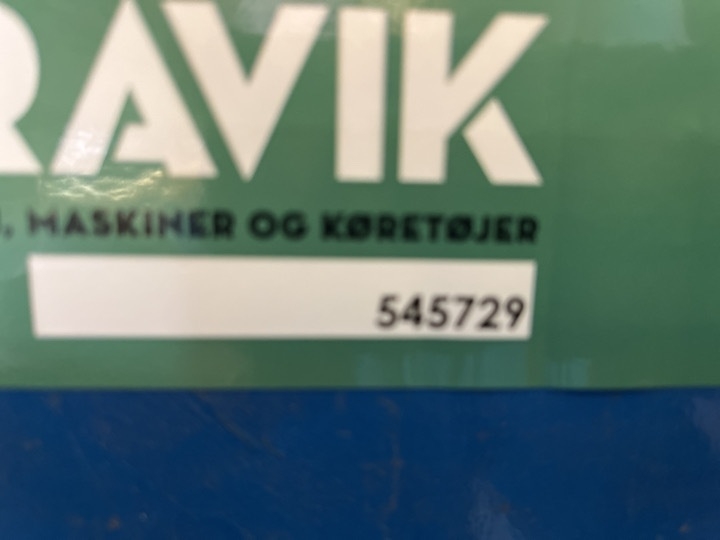 RAVIK
, MASKINER OG KØRETØJER
545729